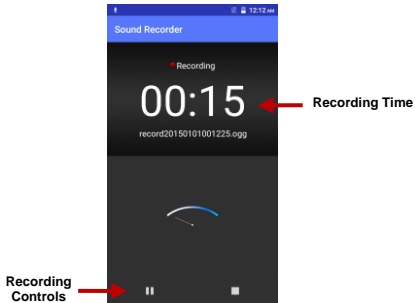 12:12 AM
Sound Recorder
Recording
00:15
Recording Time
record20150101001225.ogg
Recording
Controls